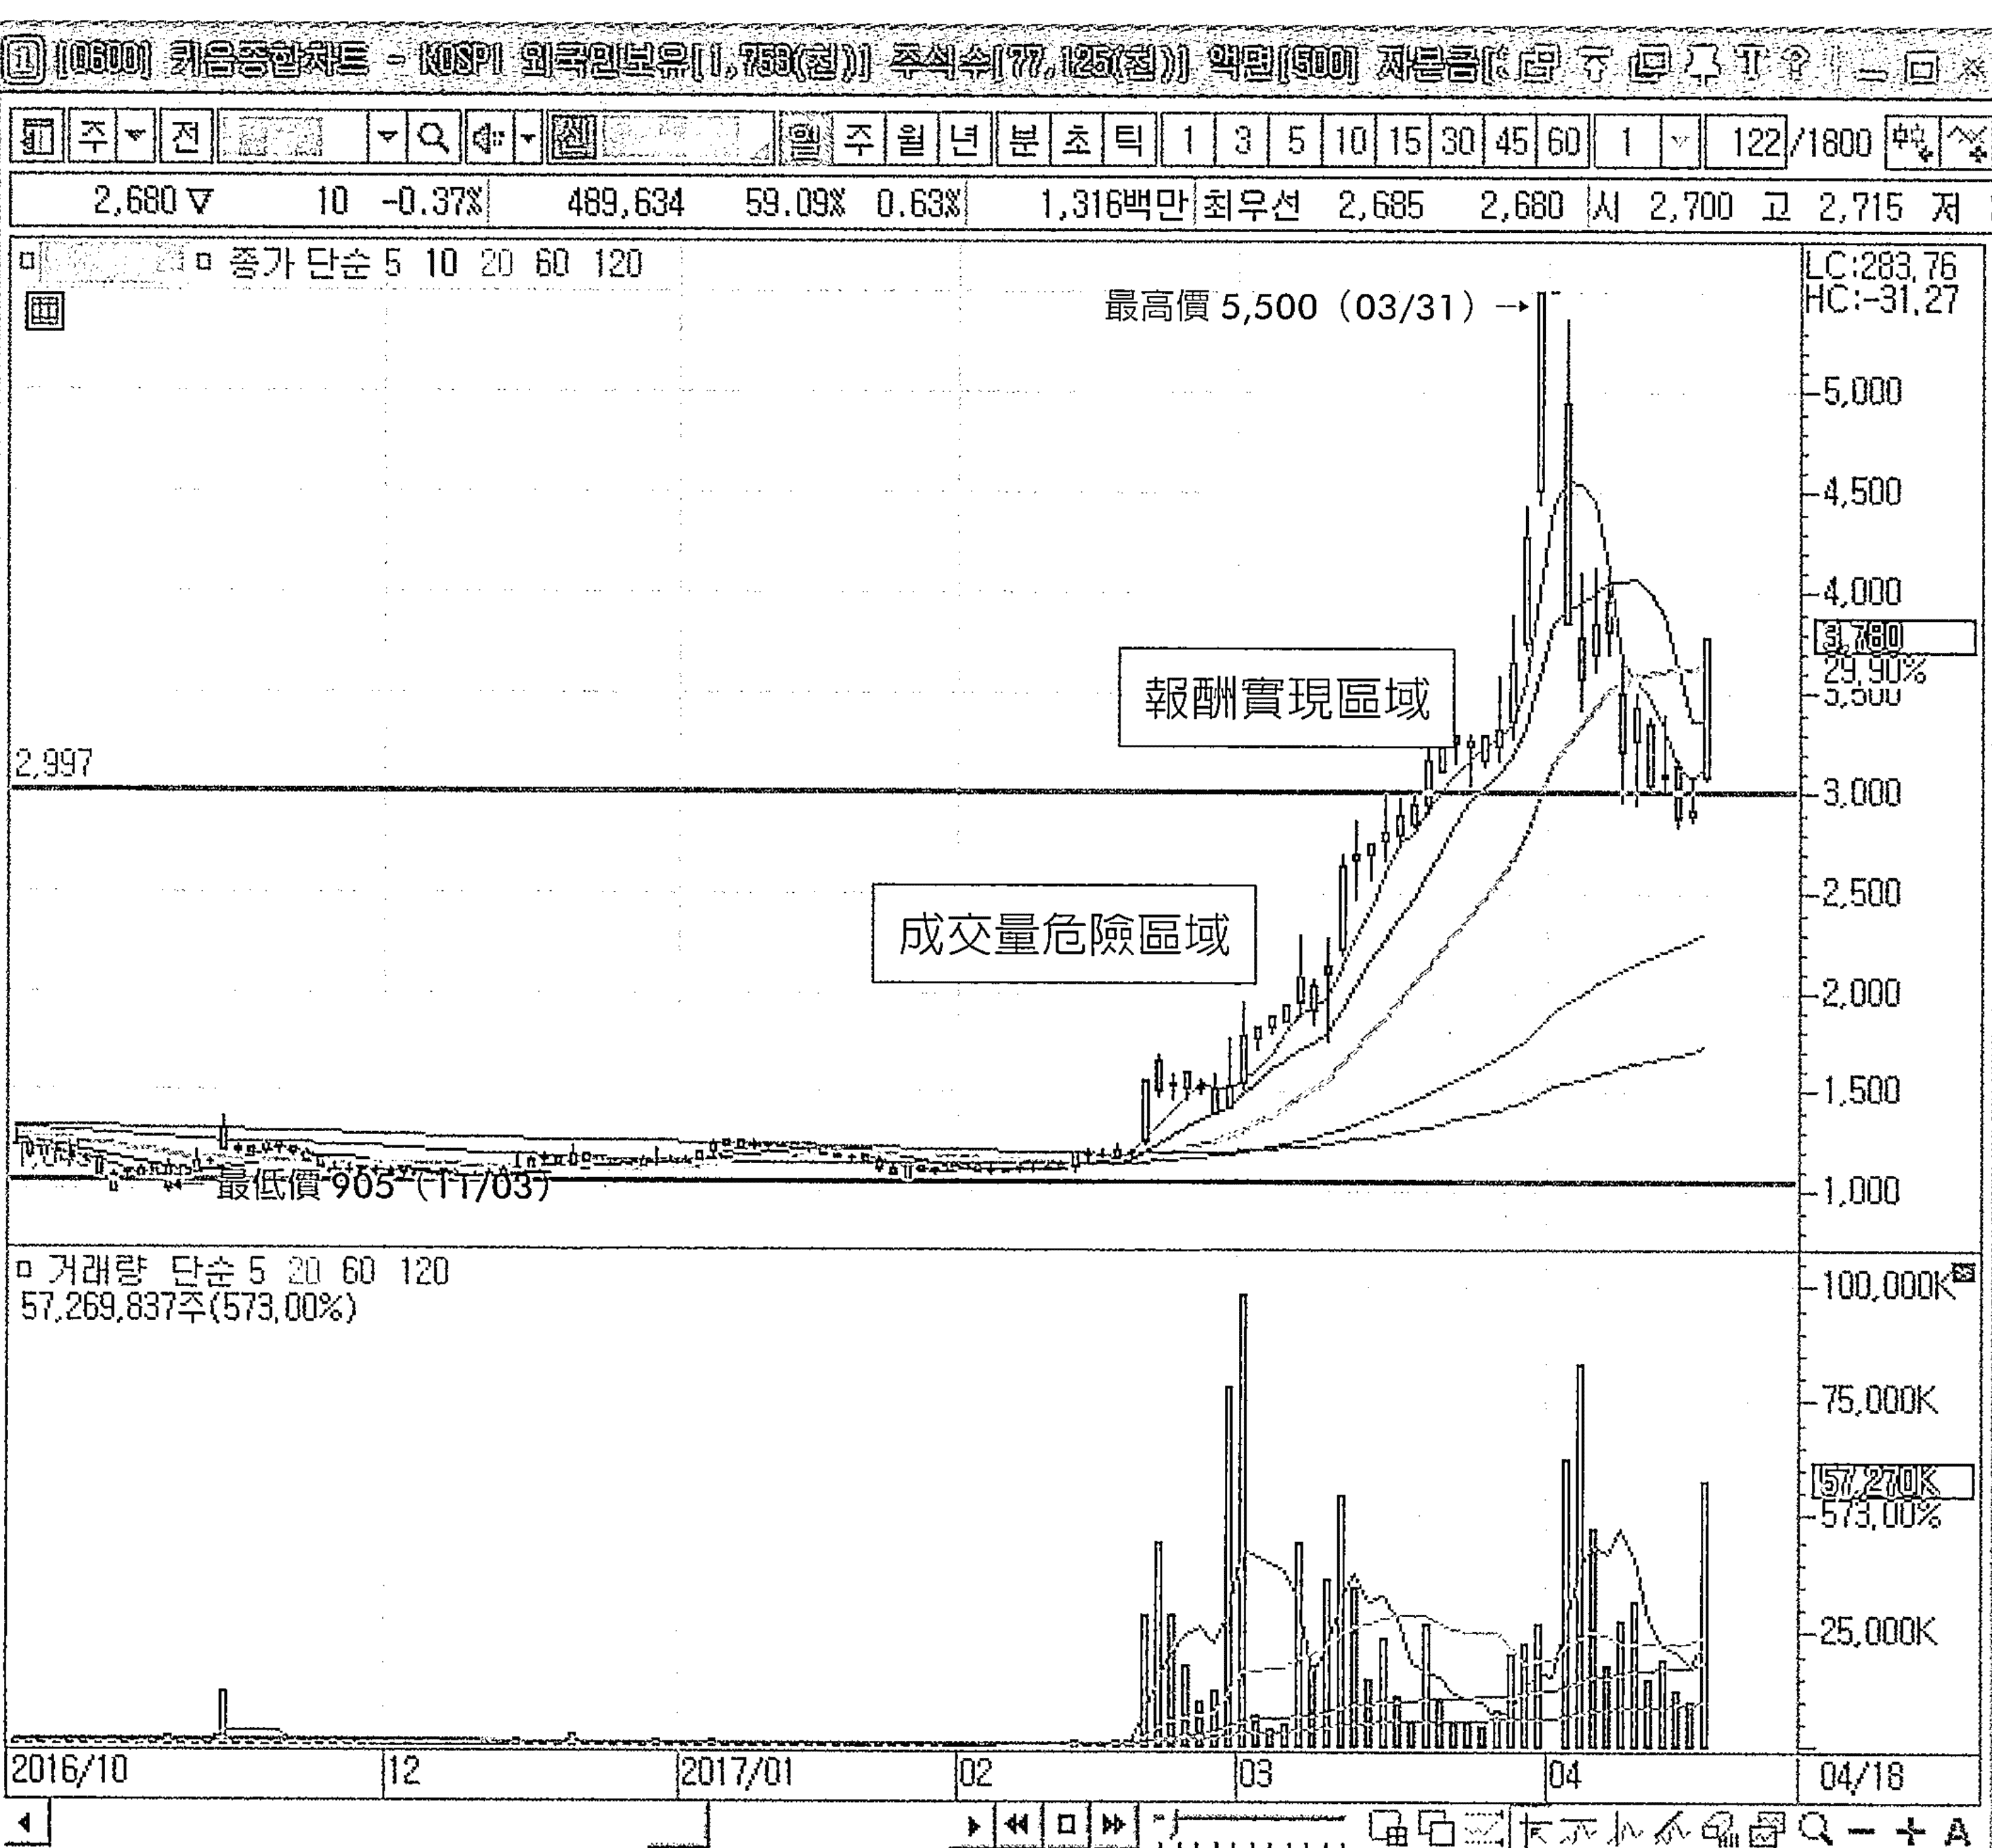 [0600] 키움종합차트 - KOSPI 외국인보유[1,753(천)] 주식수[77,125(천)] 액면[500] 자본금[
주 전 신 일 주 월 년 분 초 틱 1 3 5 10 15 30 45 60 1 122/1800
2,680 ▽ 10 -0.37% 489,634 59.09% 0.63% 1,316백만 최우선 2,685 2,680 시 2,700 고 2,715 저
종가 단순 5 10 20 60 120
LC:283.76
HC:-31.27
最高價 5,500（03/31）→
5,000
4,500
4,000
3,780
29.90%
3,500
報酬實現區域
2,997
3,000
2,500
成交量危險區域
2,000
1,500
最低價 905（11/03）
1,000
거래량 단순 5 20 60 120
57,269,837주(573.00%)
100,000K
75,000K
57,270K
573.00%
25,000K
2016/10 12 2017/01 02 03 04 04/18
A